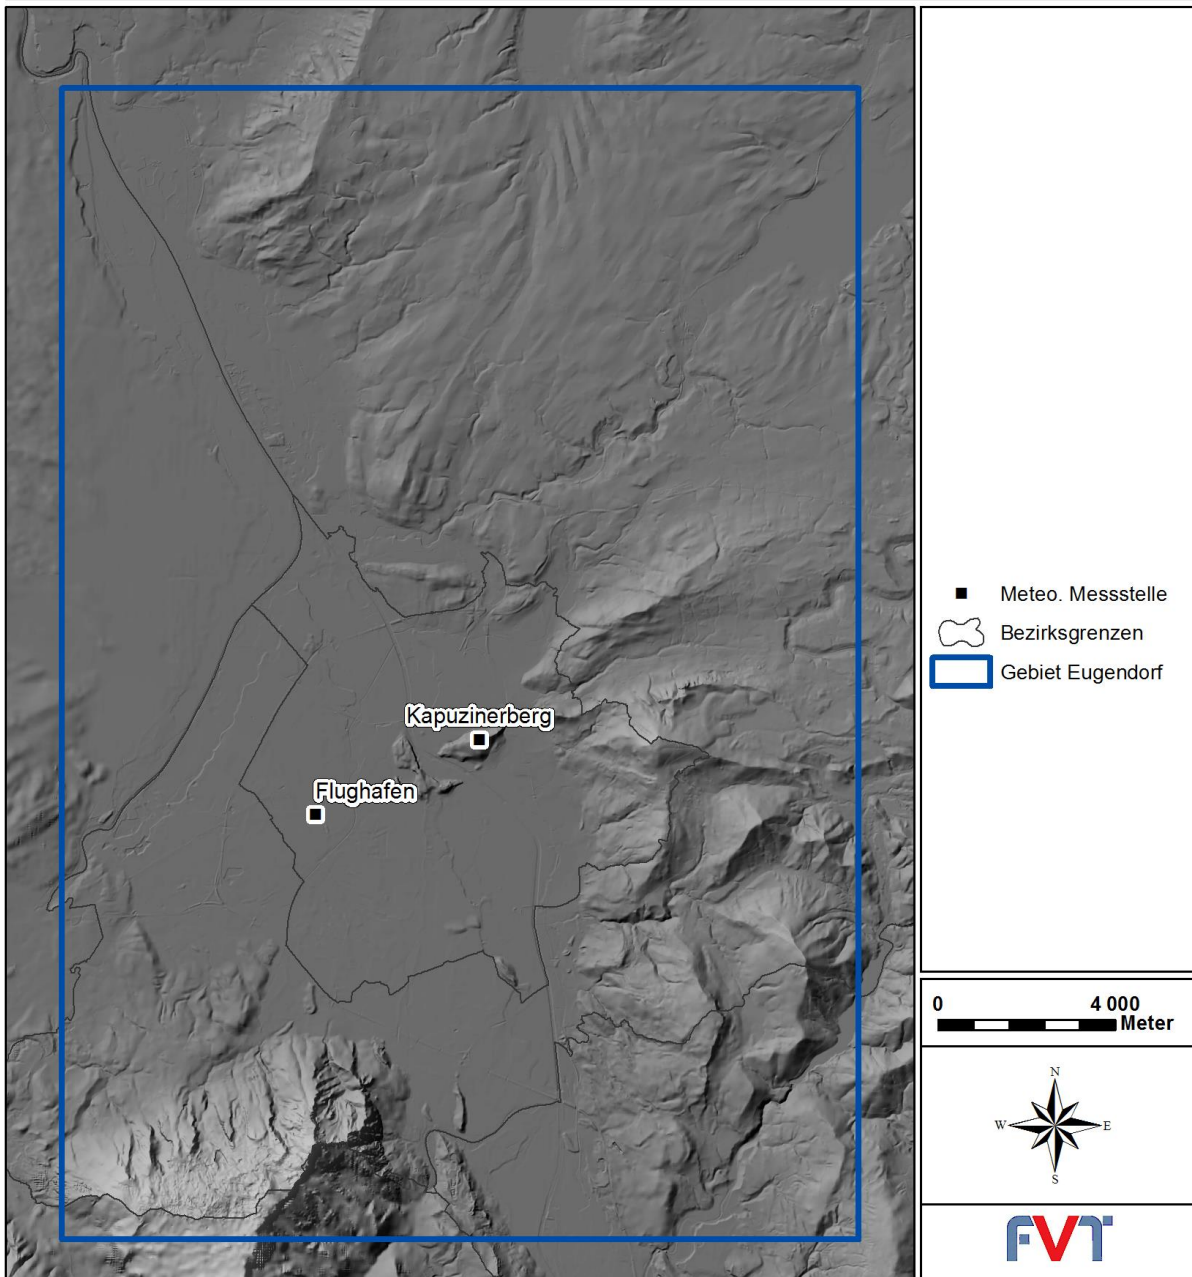 Kapuzinerberg
Flughafen
Meteo. Messstelle
Bezirksgrenzen
Gebiet Eugendorf
0 4 000
Meter
N
W E
S
FVT